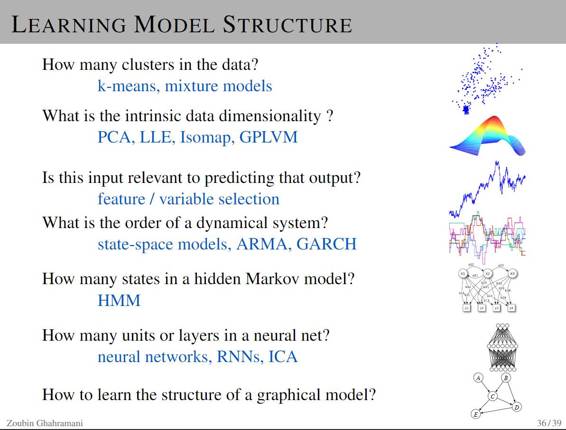 LEARNING MODEL STRUCTURE
How many clusters in the data?
k-means, mixture models
What is the intrinsic data dimensionality ?
PCA, LLE, Isomap, GPLVM
Is this input relevant to predicting that output?
feature / variable selection
What is the order of a dynamical system?
state-space models, ARMA, GARCH
How many states in a hidden Markov model?
HMM
How many units or layers in a neural net?
neural networks, RNNs, ICA
How to learn the structure of a graphical model?
A B
C
D
E
Zoubin Ghahramani 36 / 39